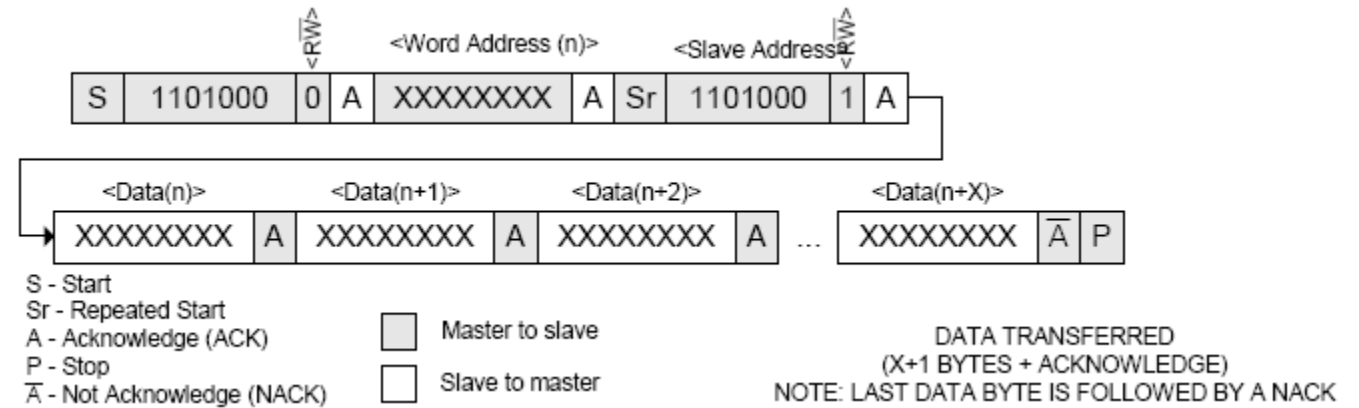 <RW̅>
<Word Address (n)>
<Slave Address>
<RW̅>
S 1101000 0 A XXXXXXXX A Sr 1101000 1 A
<Data(n)> <Data(n+1)> <Data(n+2)> <Data(n+X)>
XXXXXXXX A XXXXXXXX A XXXXXXXX A ... XXXXXXXX A̅ P
S - Start
Sr - Repeated Start
A - Acknowledge (ACK)
P - Stop
A̅ - Not Acknowledge (NACK)
Master to slave
Slave to master
DATA TRANSFERRED
(X+1 BYTES + ACKNOWLEDGE)
NOTE: LAST DATA BYTE IS FOLLOWED BY A NACK